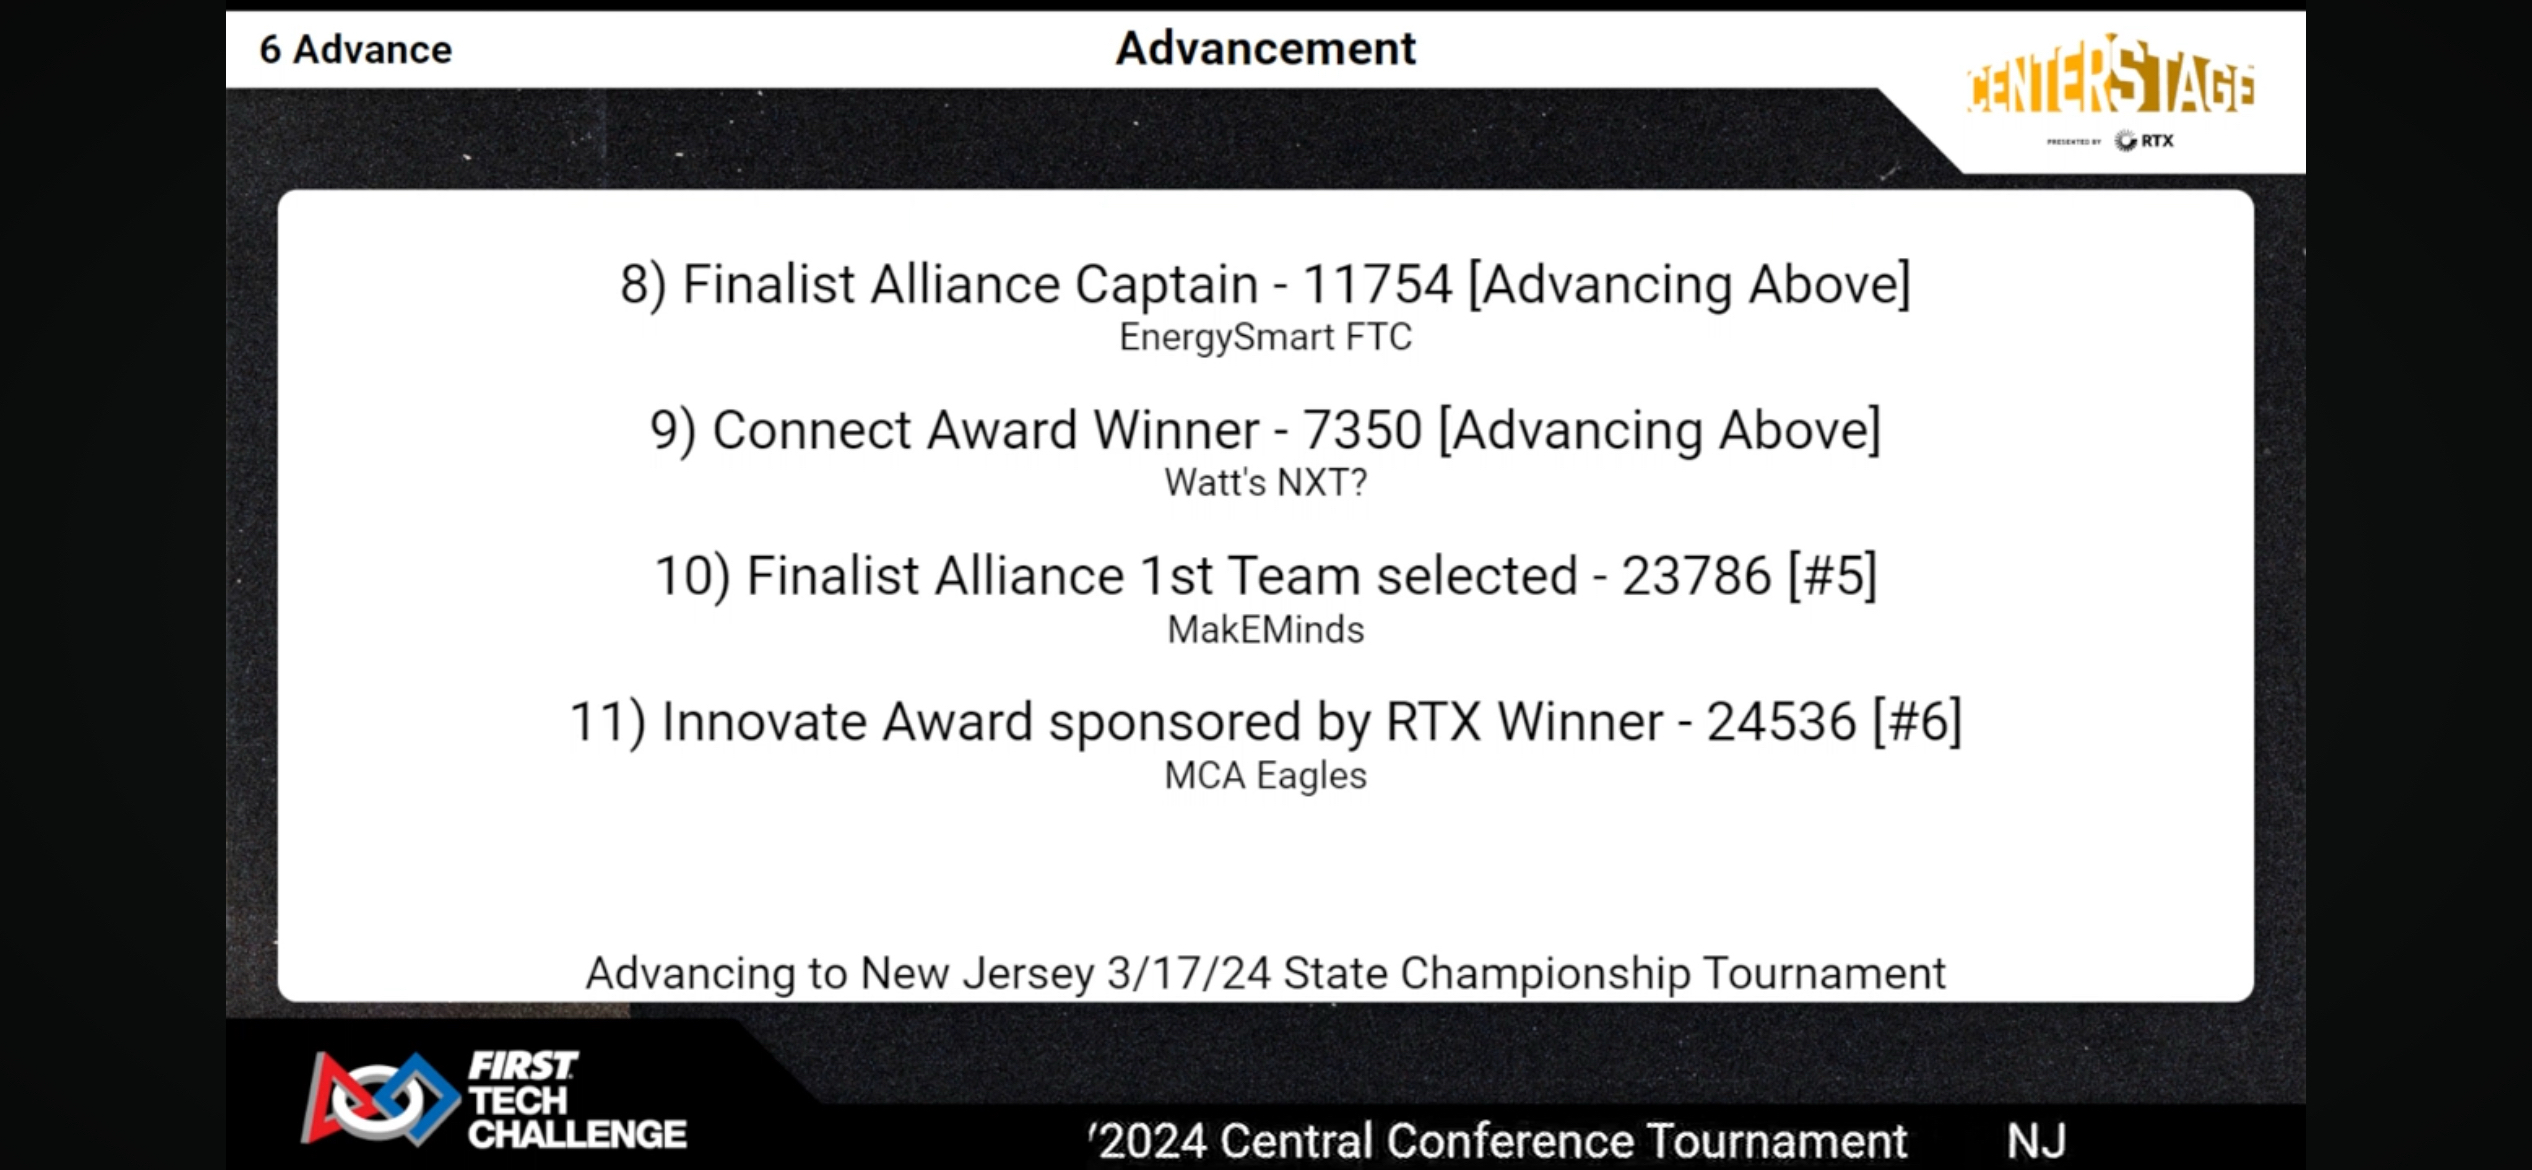 6 Advance
Advancement
CENTERSTAGE
PRESENTED BY RTX
8) Finalist Alliance Captain - 11754 [Advancing Above]
EnergySmart FTC
9) Connect Award Winner - 7350 [Advancing Above]
Watt's NXT?
10) Finalist Alliance 1st Team selected - 23786 [#5]
MakEMinds
11) Innovate Award sponsored by RTX Winner - 24536 [#6]
MCA Eagles
Advancing to New Jersey 3/17/24 State Championship Tournament
FIRST
TECH
CHALLENGE
'2024 Central Conference Tournament NJ